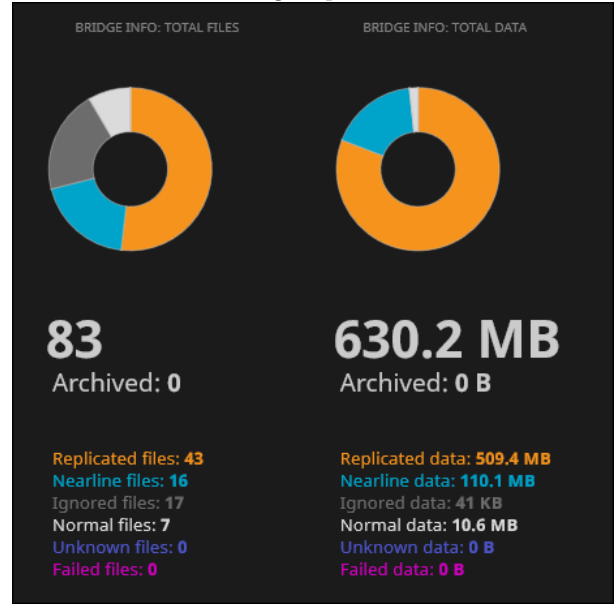 BRIDGE INFO: TOTAL FILES
BRIDGE INFO: TOTAL DATA
83
Archived: 0
630.2 MB
Archived: 0 B
Replicated files: 43
Nearline files: 16
Ignored files: 17
Normal files: 7
Unknown files: 0
Failed files: 0
Replicated data: 509.4 MB
Nearline data: 110.1 MB
Ignored data: 41 KB
Normal data: 10.6 MB
Unknown data: 0 B
Failed data: 0 B